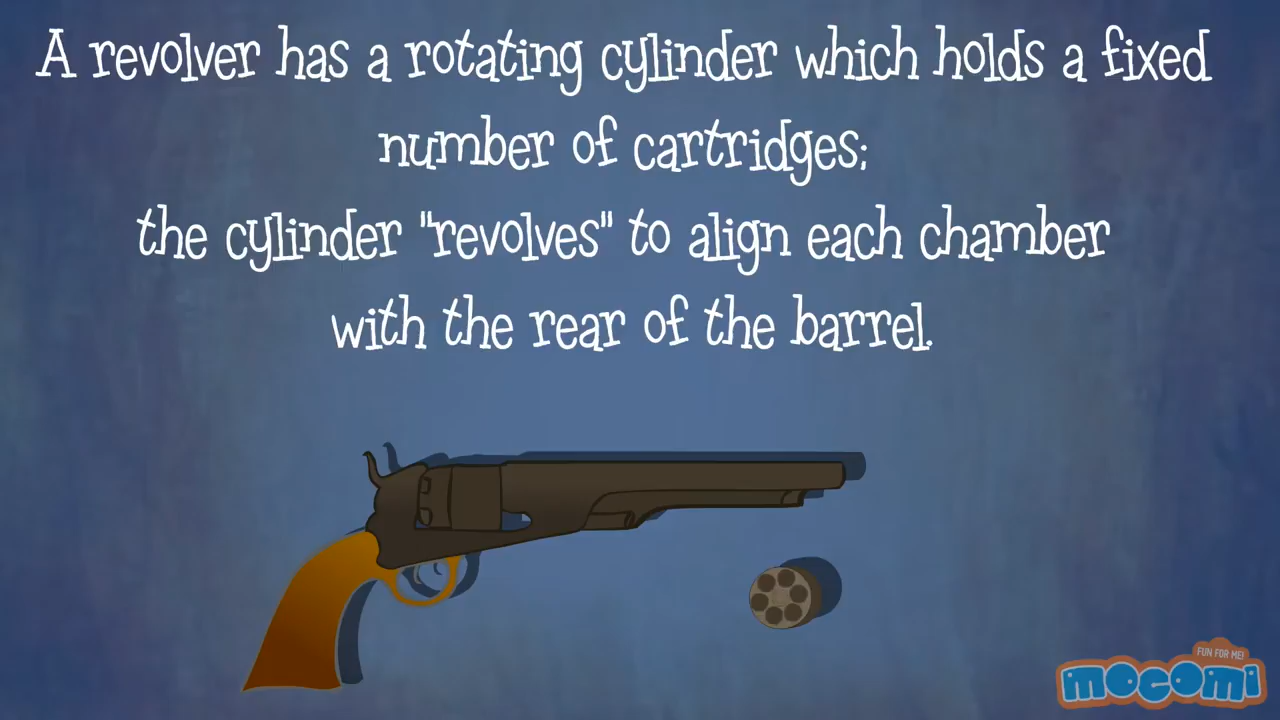 A revolver has a rotating cylinder which holds a fixed
number of cartridges;
the cylinder "revolves" to align each chamber
with the rear of the barrel.
FUN FOR ME!
mocomi